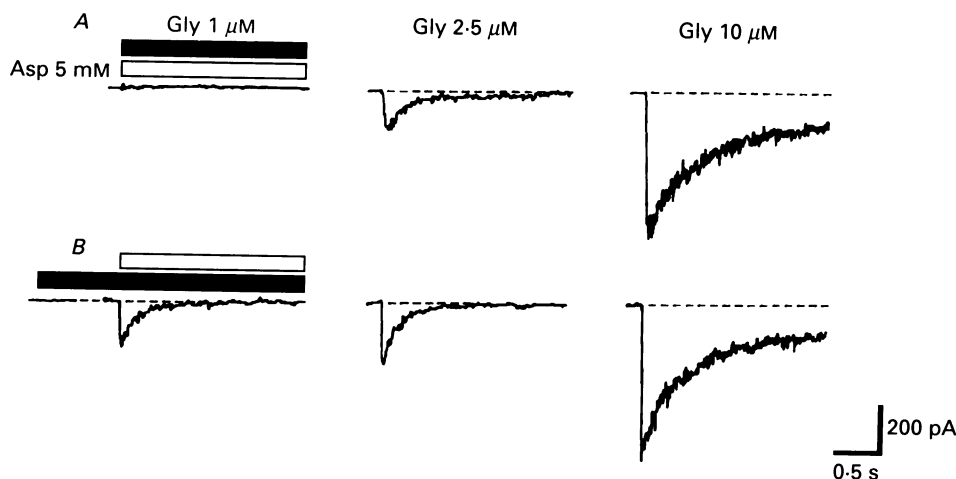 A
Gly 1 μM
Gly 2·5 μM
Gly 10 μM
Asp 5 mM
B
200 pA
0·5 s